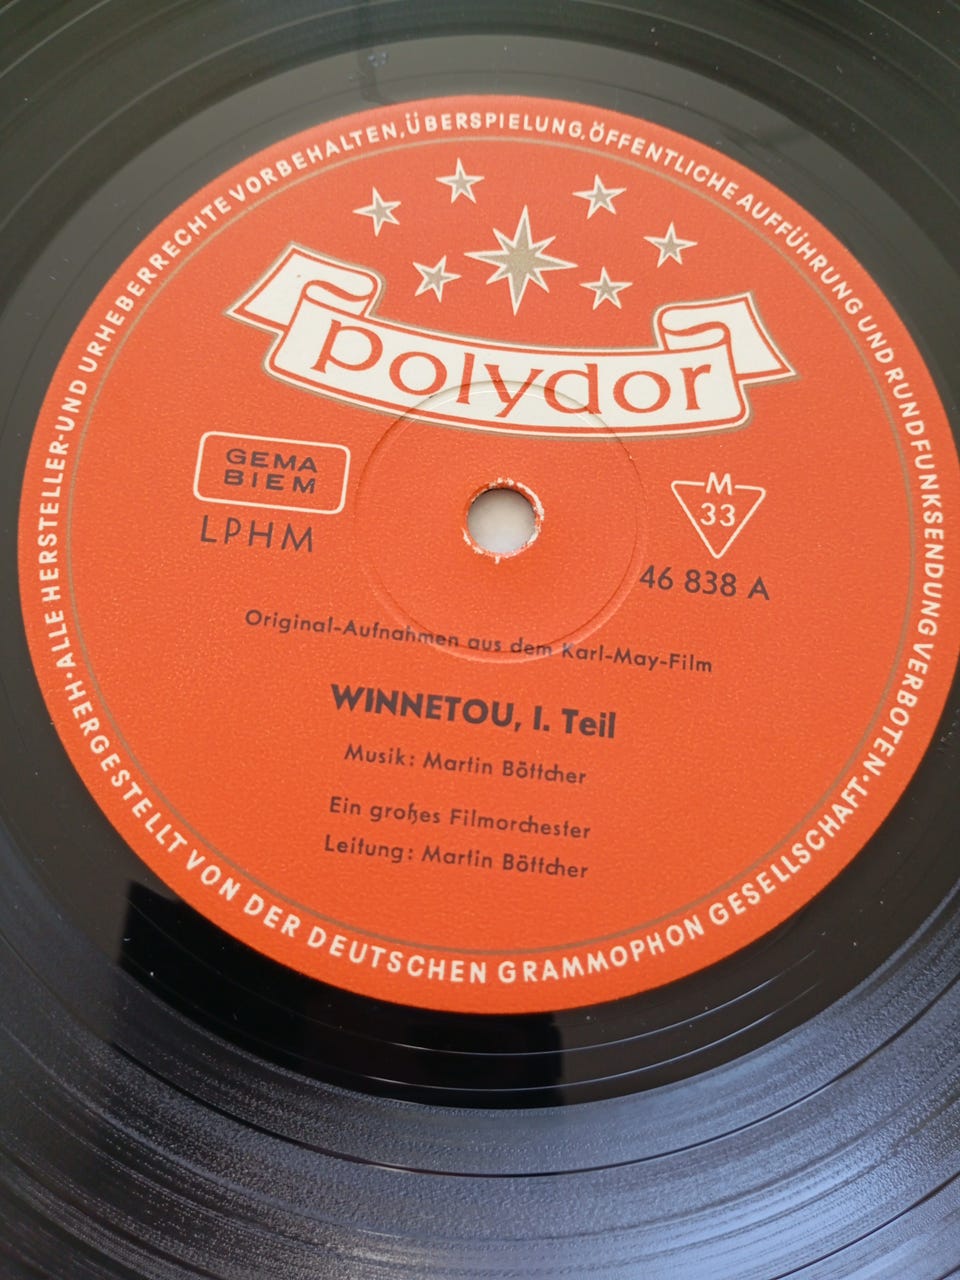 ALLE HERSTELLER-UND URHEBERRECHTE VORBEHALTEN, ÜBERSPIELUNG, ÖFFENTLICHE AUFFÜHRUNG UND RUNDFUNKSENDUNG VERBOTEN·
polydor
GEMA
BIEM
LPHM
M
33
46 838 A
Original-Aufnahmen aus dem Karl-May-Film
WINNETOU, I. Teil
Musik: Martin Böttcher
Ein großes Filmorchester
Leitung: Martin Böttcher
·HERGESTELLT VON DER DEUTSCHEN GRAMMOPHON GESELLSCHAFT·